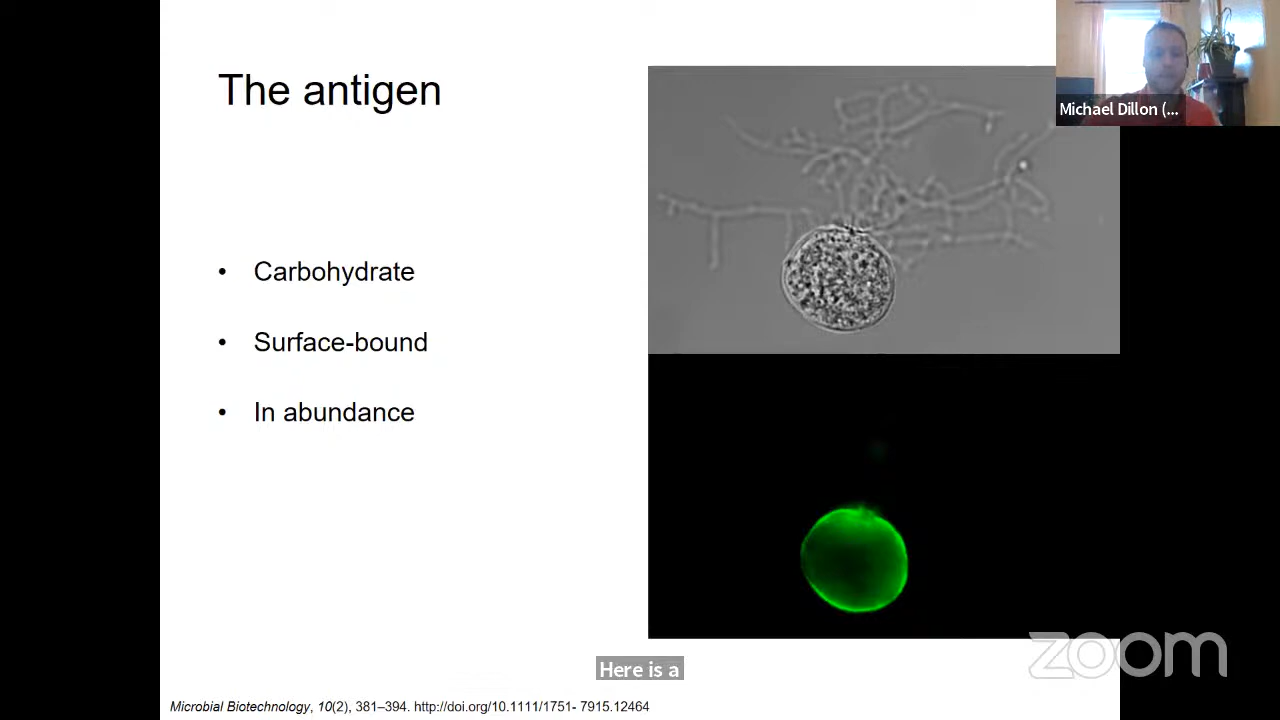 The antigen
Michael Dillon (...
• Carbohydrate
• Surface-bound
• In abundance
Here is a
zoom
Microbial Biotechnology, 10(2), 381–394. http://doi.org/10.1111/1751- 7915.12464